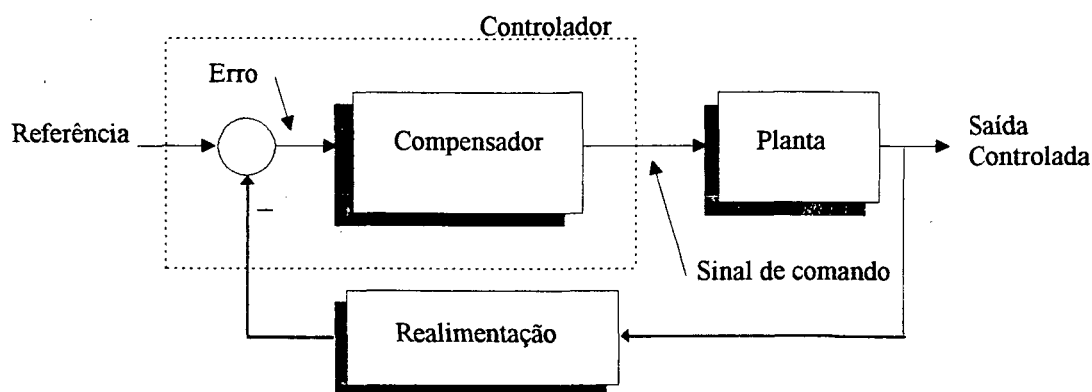 Controlador
Erro
Referência
Compensador
Planta
Saída
Controlada
–
Sinal de comando
Realimentação